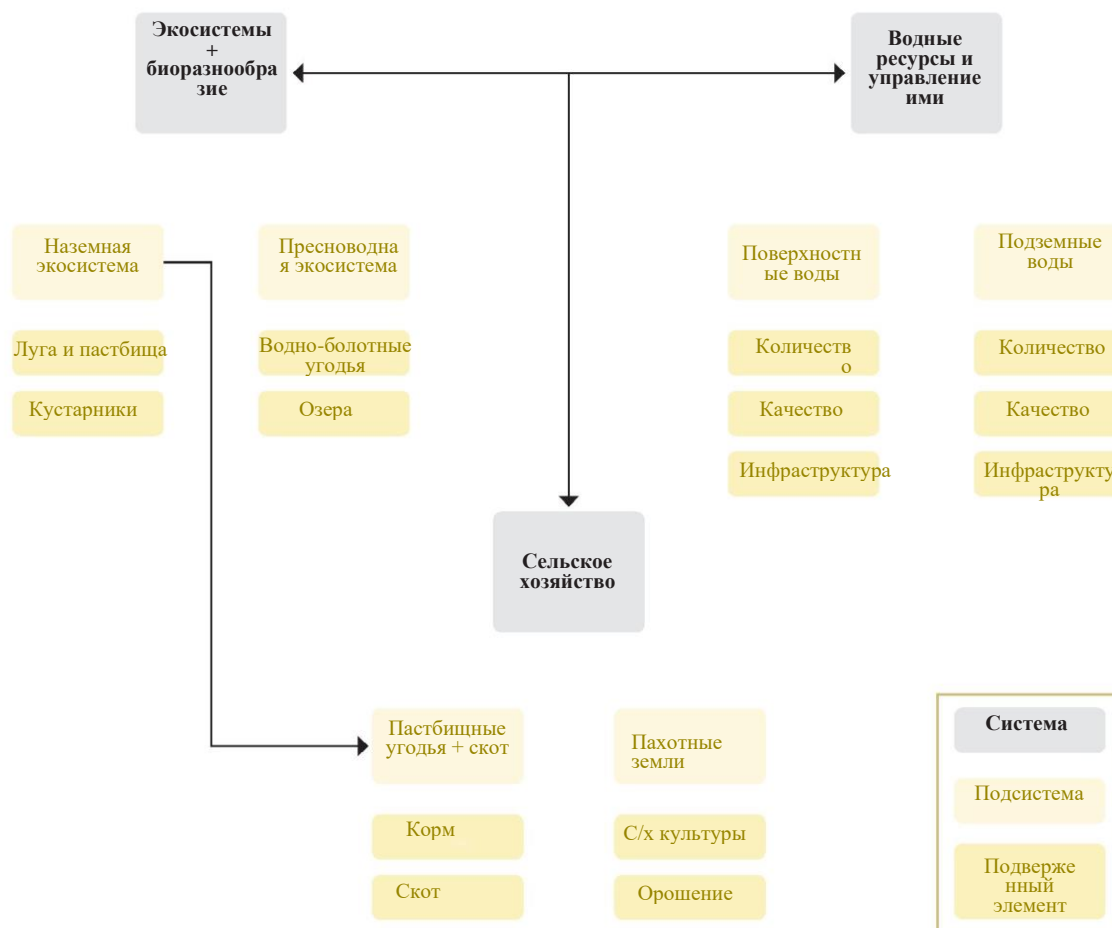 Экосистемы
+
биоразнообра
зие
Водные
ресурсы и
управление
ими
Наземная
экосистема
Пресноводна
я экосистема
Поверхностн
ые воды
Подземные
воды
Луга и пастбища
Водно-болотные
угодья
Количеств
о
Количество
Кустарники
Озера
Качество
Качество
Инфраструктура
Инфраструкту
ра
Сельское
хозяйство
Пастбищные
угодья + скот
Пахотные
земли
Корм
С/х культуры
Скот
Орошение
Система
Подсистема
Подверже
нный
элемент